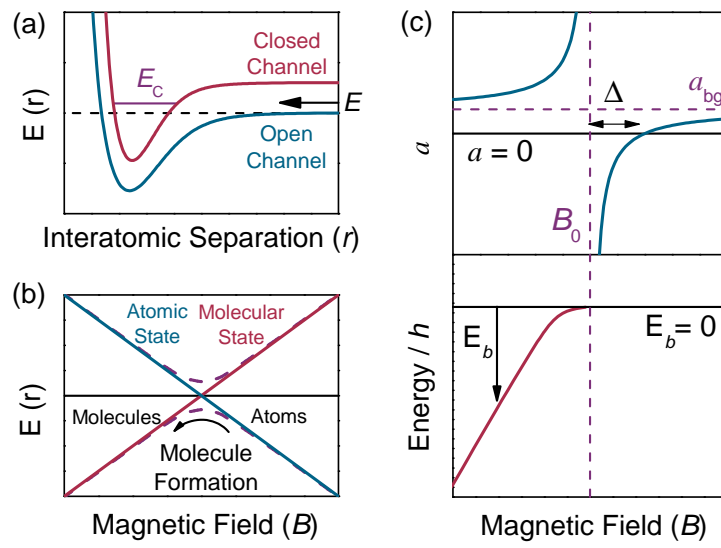 (a)
Closed
Channel
E_C
E
Open
Channel
E (r)
Interatomic Separation (r)
(b)
Atomic
State
Molecular
State
Molecules
Atoms
Molecule
Formation
E (r)
Magnetic Field (B)
(c)
a_bg
Δ
a = 0
B_0
a
E_b
E_b = 0
Energy / h
Magnetic Field (B)